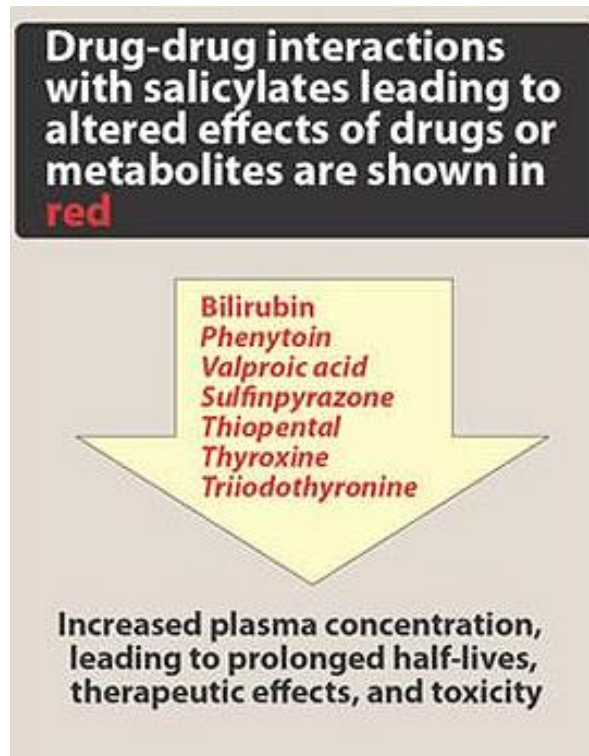 Drug-drug interactions
with salicylates leading to
altered effects of drugs or
metabolites are shown in
red
Bilirubin
Phenytoin
Valproic acid
Sulfinpyrazone
Thiopental
Thyroxine
Triiodothyronine
Increased plasma concentration,
leading to prolonged half-lives,
therapeutic effects, and toxicity